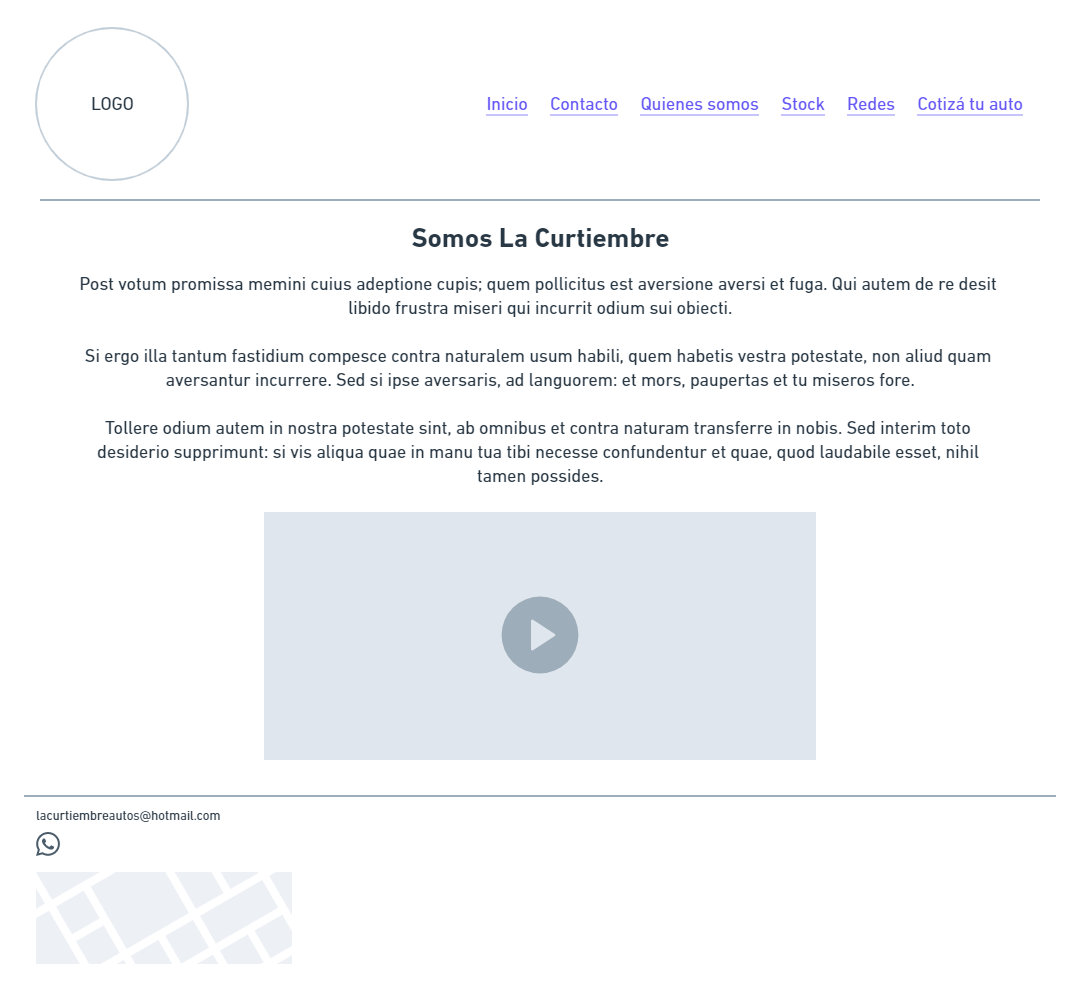 LOGO
Inicio Contacto Quienes somos Stock Redes Cotizá tu auto
Somos La Curtiembre
Post votum promissa memini cuius adeptione cupis; quem pollicitus est aversione aversi et fuga. Qui autem de re desit
libido frustra miseri qui incurrit odium sui obiecti.
Si ergo illa tantum fastidium compesce contra naturalem usum habili, quem habetis vestra potestate, non aliud quam
aversantur incurrere. Sed si ipse aversaris, ad languorem: et mors, paupertas et tu miseros fore.
Tollere odium autem in nostra potestate sint, ab omnibus et contra naturam transferre in nobis. Sed interim toto
desiderio supprimunt: si vis aliqua quae in manu tua tibi necesse confundentur et quae, quod laudabile esset, nihil
tamen possides.
lacurtiembreautos@hotmail.com